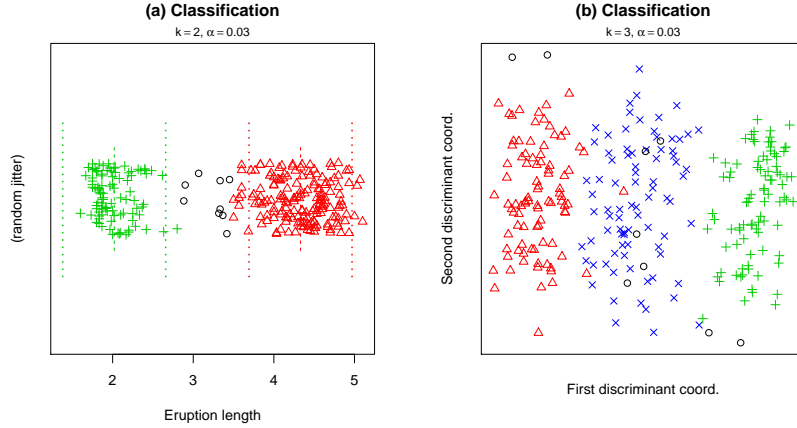 (a) Classification
k = 2, α = 0.03
(random jitter)
2 3 4 5
Eruption length
(b) Classification
k = 3, α = 0.03
Second discriminant coord.
First discriminant coord.